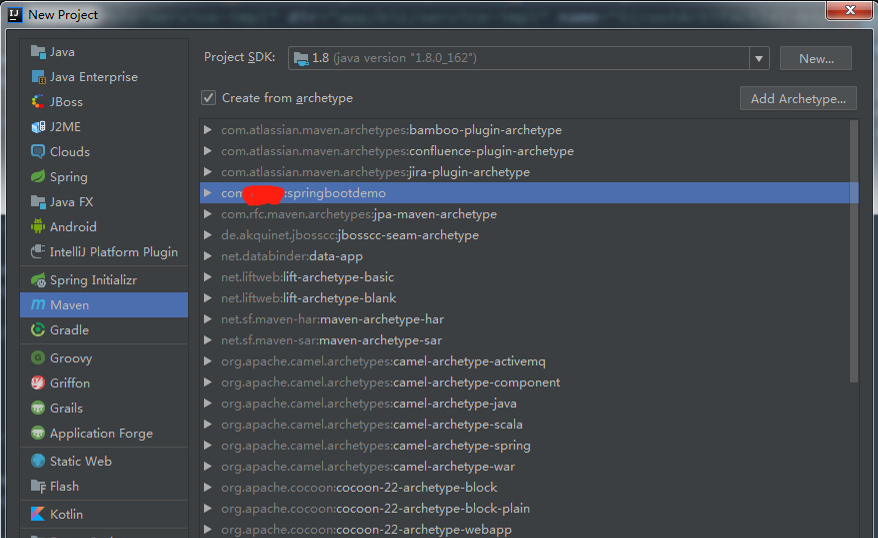 New Project
Java
Java Enterprise
JBoss
J2ME
Clouds
Spring
Java FX
Android
IntelliJ Platform Plugin
Spring Initializr
Maven
Gradle
Groovy
Griffon
Grails
Application Forge
Static Web
Flash
Kotlin
Project SDK: 1.8 (java version "1.8.0_162") New...
Create from archetype Add Archetype...
com.atlassian.maven.archetypes:bamboo-plugin-archetype
com.atlassian.maven.archetypes:confluence-plugin-archetype
com.atlassian.maven.archetypes:jira-plugin-archetype
com :springbootdemo
com.rfc.maven.archetypes:jpa-maven-archetype
de.akquinet.jbosscc:jbosscc-seam-archetype
net.databinder:data-app
net.liftweb:lift-archetype-basic
net.liftweb:lift-archetype-blank
net.sf.maven-har:maven-archetype-har
net.sf.maven-sar:maven-archetype-sar
org.apache.camel.archetypes:camel-archetype-activemq
org.apache.camel.archetypes:camel-archetype-component
org.apache.camel.archetypes:camel-archetype-java
org.apache.camel.archetypes:camel-archetype-scala
org.apache.camel.archetypes:camel-archetype-spring
org.apache.camel.archetypes:camel-archetype-war
org.apache.cocoon:cocoon-22-archetype-block
org.apache.cocoon:cocoon-22-archetype-block-plain
org.apache.cocoon:cocoon-22-archetype-webapp